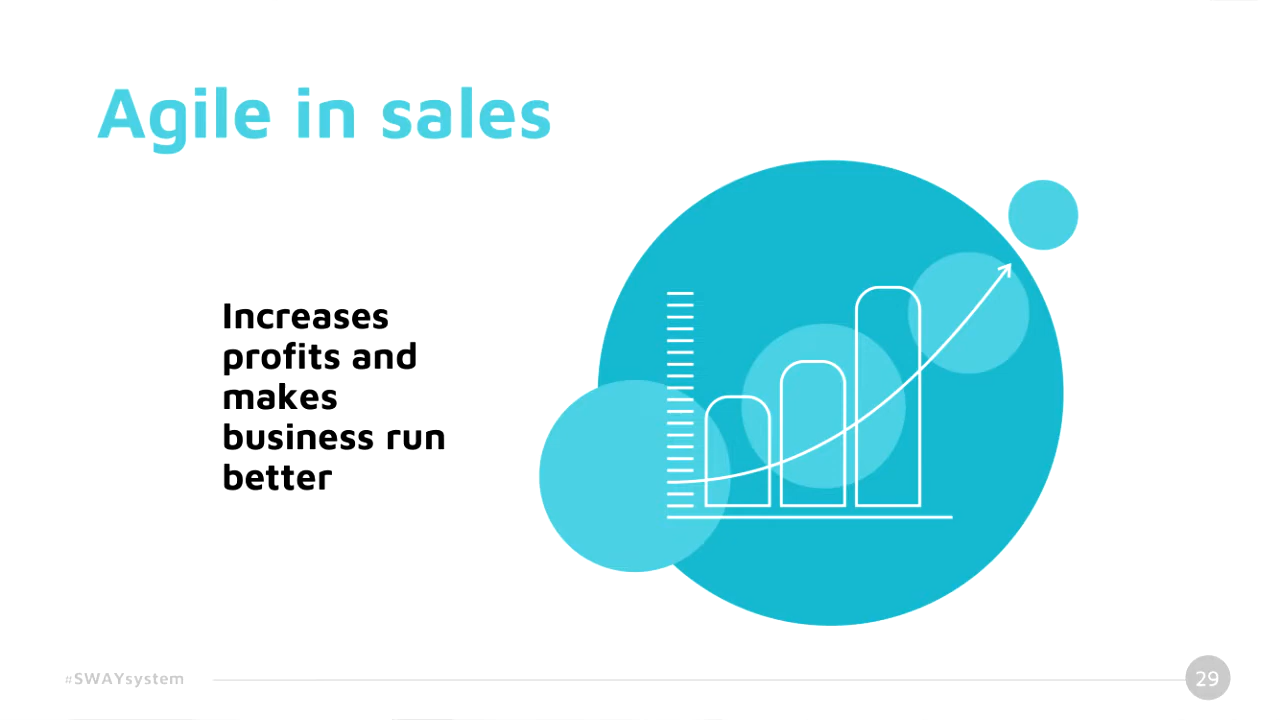 Agile in sales
Increases
profits and
makes
business run
better
#SWAYsystem
29